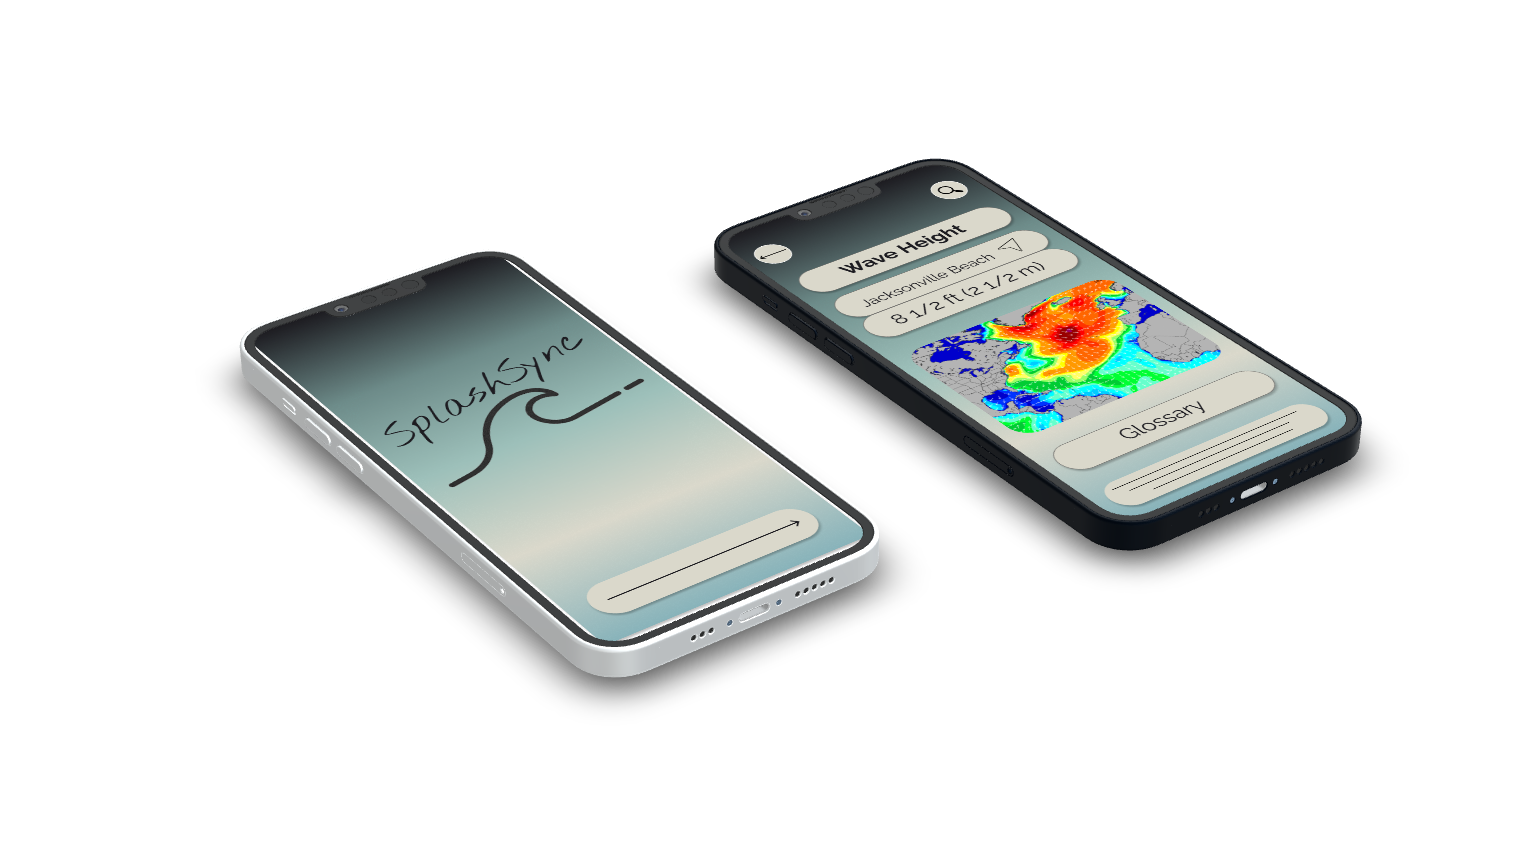 SplashSync
Wave Height
Jacksonville Beach
8 1/2 ft (2 1/2 m)
Glossary